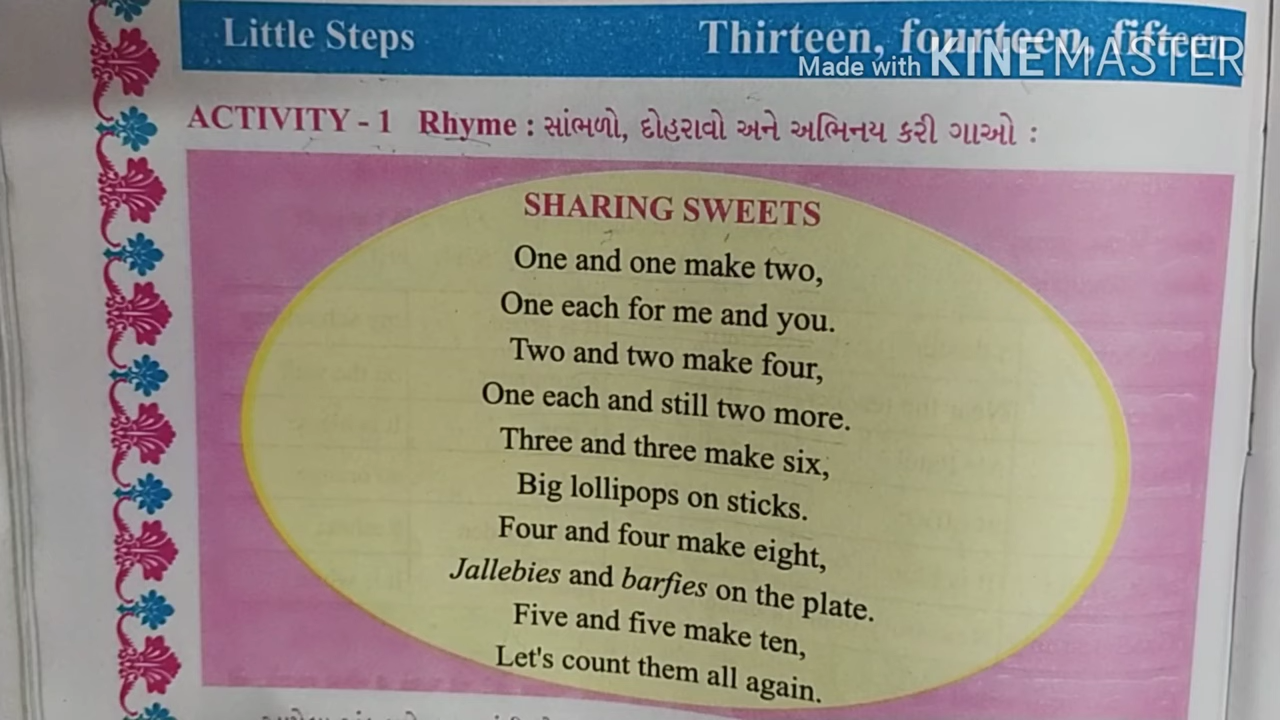 Little Steps
Thirteen, fourteen, fifteen
Made with KINEMASTER
ACTIVITY - 1 Rhyme : સાંભળો, દોહરાવો અને અભિનય કરી ગાઓ :
SHARING SWEETS
One and one make two,
One each for me and you.
Two and two make four,
One each and still two more.
Three and three make six,
Big lollipops on sticks.
Four and four make eight,
Jallebies and barfies on the plate.
Five and five make ten,
Let's count them all again.